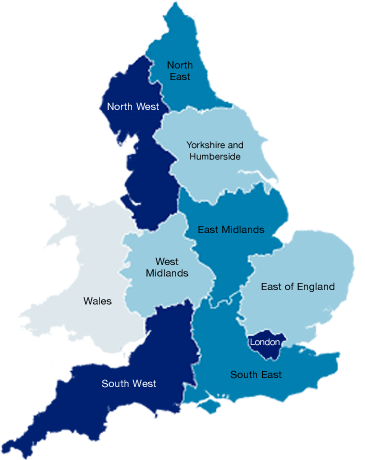 North
East
North West
Yorkshire and
Humberside
East Midlands
West
Midlands
East of England
Wales
London
South East
South West